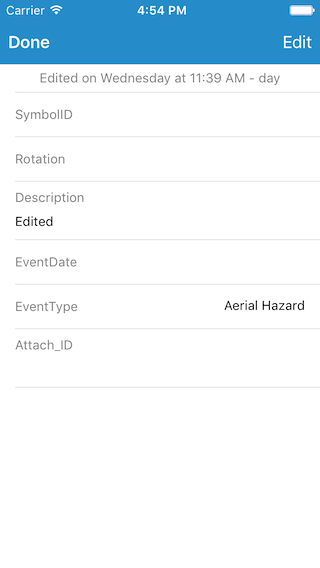 Carrier 4:54 PM
Done Edit
Edited on Wednesday at 11:39 AM - day
SymbolID
Rotation
Description
Edited
EventDate
EventType Aerial Hazard
Attach_ID